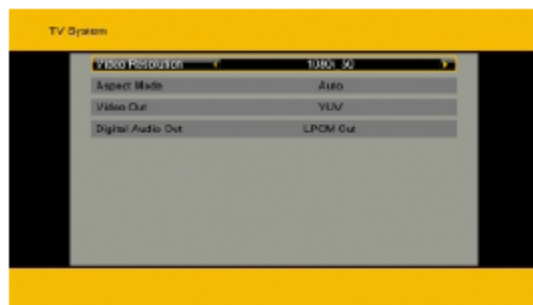 TV System
Video Resolution 1080i 50
Aspect Mode Auto
Video Out YUV
Digital Audio Out LPCM Out